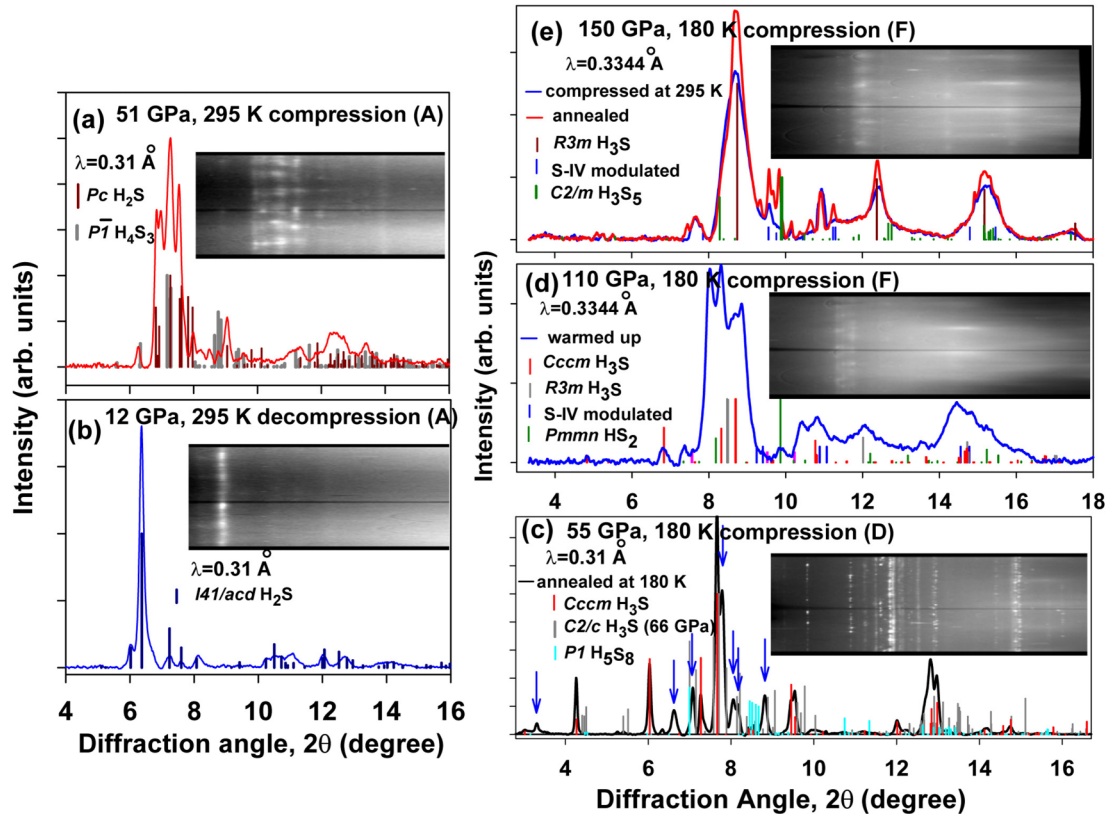 (a) 51 GPa, 295 K compression (A)
λ=0.31 Å
Pc H2S
P1̅ H4S3
(b) 12 GPa, 295 K decompression (A)
λ=0.31 Å
I41/acd H2S
4 6 8 10 12 14 16
Diffraction angle, 2θ (degree)
Intensity (arb. units)
(e) 150 GPa, 180 K compression (F)
λ=0.3344 Å
compressed at 295 K
annealed
R3m H3S
S-IV modulated
C2/m H3S5
(d) 110 GPa, 180 K compression (F)
λ=0.3344 Å
warmed up
Cccm H3S
R3m H3S
S-IV modulated
Pmmn HS2
4 6 8 10 12 14 16 18
(c) 55 GPa, 180 K compression (D)
λ=0.31 Å
annealed at 180 K
Cccm H3S
C2/c H3S (66 GPa)
P1 H5S8
4 6 8 10 12 14 16
Diffraction Angle, 2θ (degree)
Intensity (arb. units)